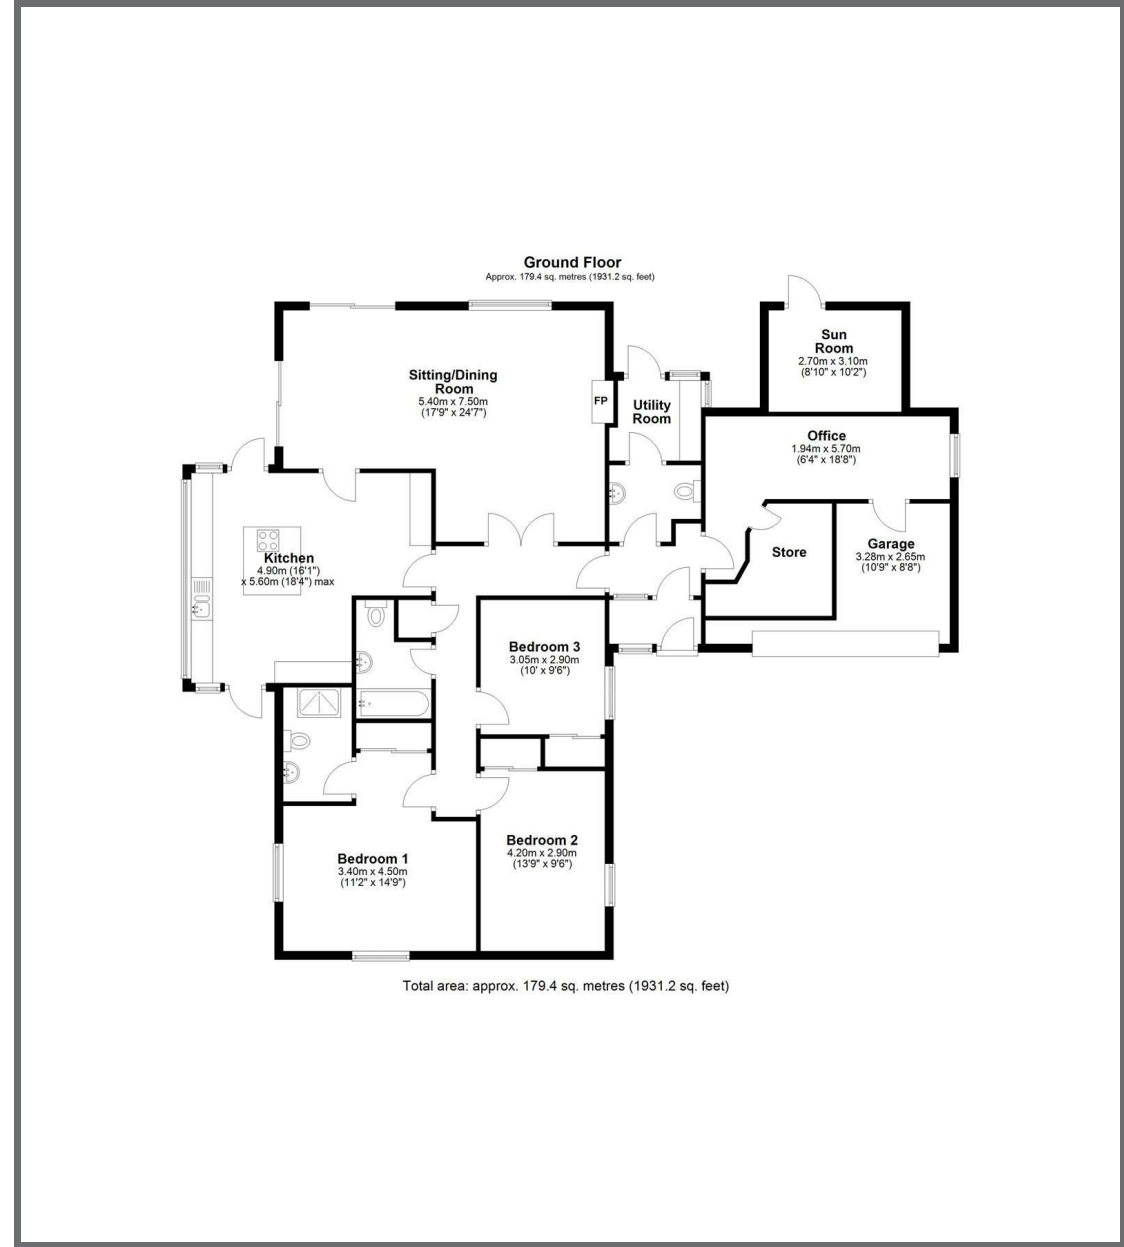 Ground Floor
Approx. 179.4 sq. metres (1931.2 sq. feet)
Sun
Room
2.70m x 3.10m
(8'10" x 10'2")
Sitting/Dining
Room
5.40m x 7.50m
(17'9" x 24'7")
FP
Utility
Room
Office
1.94m x 5.70m
(6'4" x 18'8")
Kitchen
4.90m (16'1")
x 5.60m (18'4") max
Store
Garage
3.28m x 2.65m
(10'9" x 8'8")
Bedroom 3
3.05m x 2.90m
(10' x 9'6")
Bedroom 2
4.20m x 2.90m
(13'9" x 9'6")
Bedroom 1
3.40m x 4.50m
(11'2" x 14'9")
Total area: approx. 179.4 sq. metres (1931.2 sq. feet)